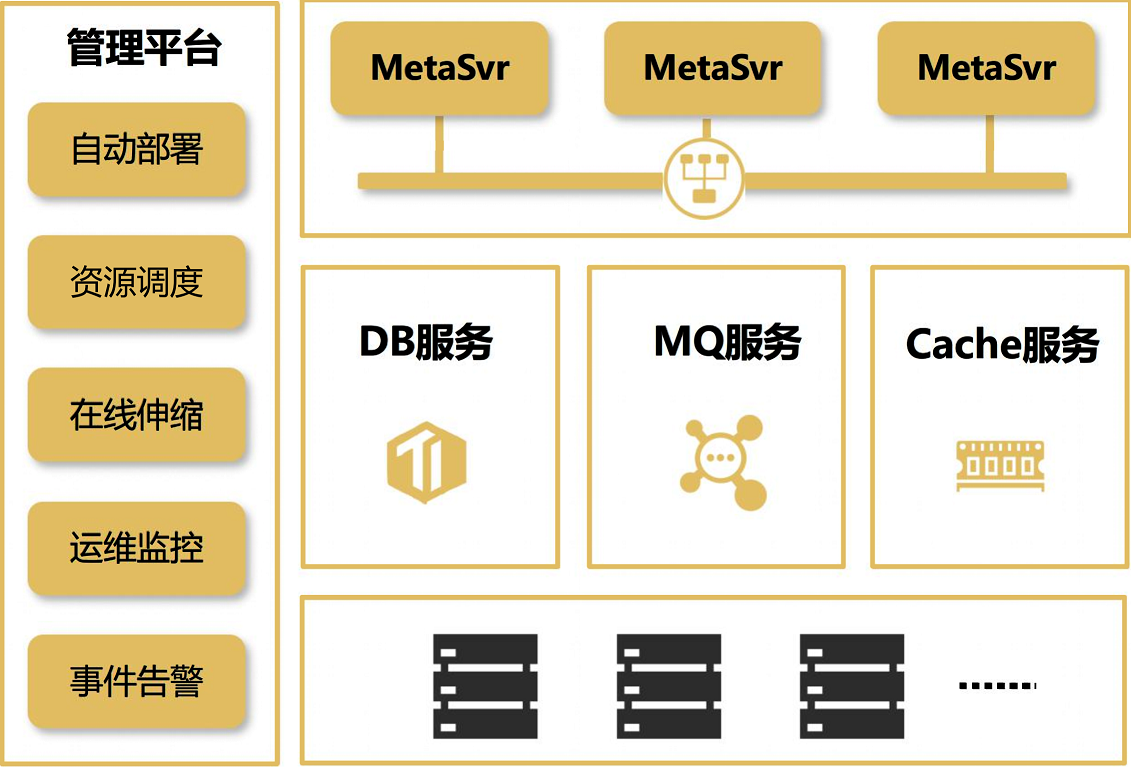 管理平台
自动部署
资源调度
在线伸缩
运维监控
事件告警
MetaSvr
MetaSvr
MetaSvr
DB服务
MQ服务
Cache服务